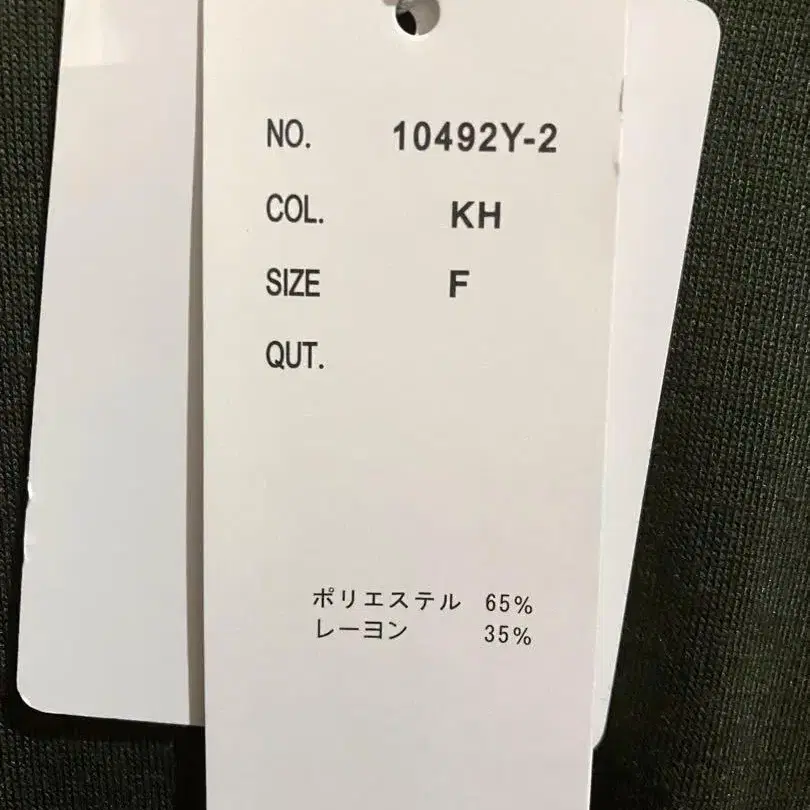 NO. 10492Y-2
COL. KH
SIZE F
QUT.
ポリエステル 65%
レーヨン 35%